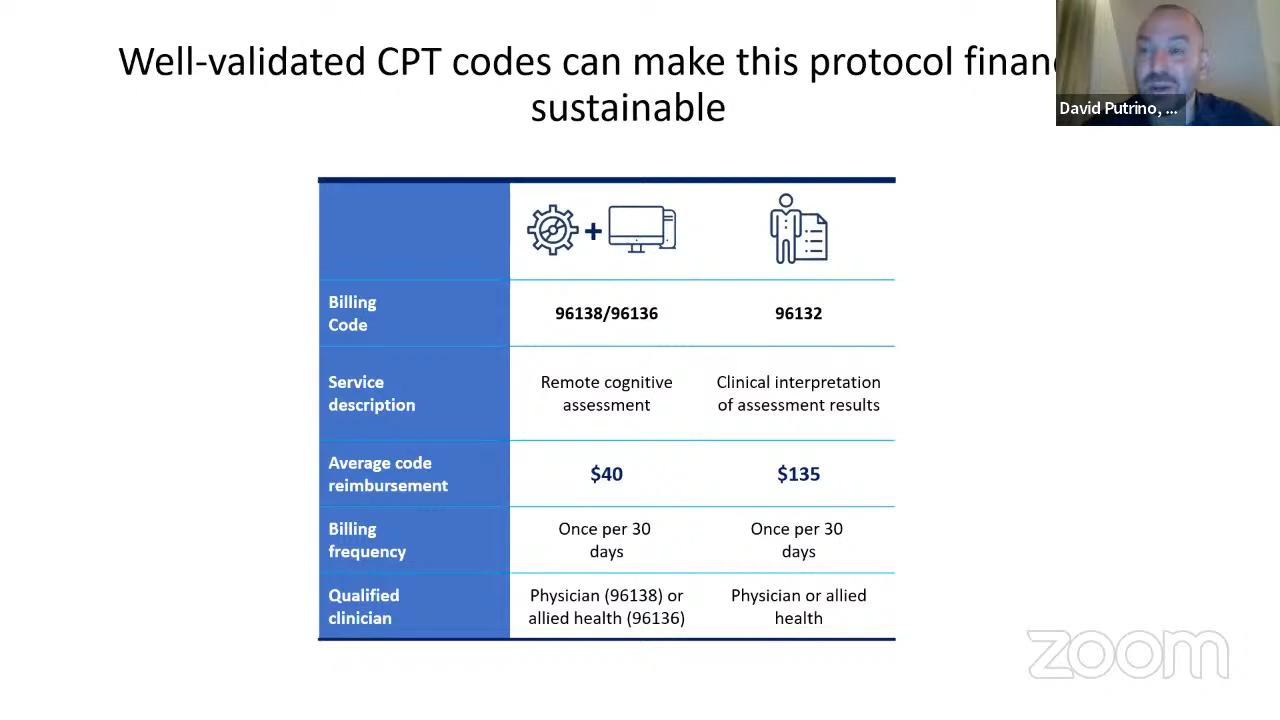 Well-validated CPT codes can make this protocol
sustainable
David Putrino, ...
Billing
Code
96138/96136
96132
Service
description
Remote cognitive
assessment
Clinical interpretation
of assessment results
Average code
reimbursement
$40
$135
Billing
frequency
Once per 30
days
Once per 30
days
Qualified
clinician
Physician (96138) or
allied health (96136)
Physician or allied
health
zoom